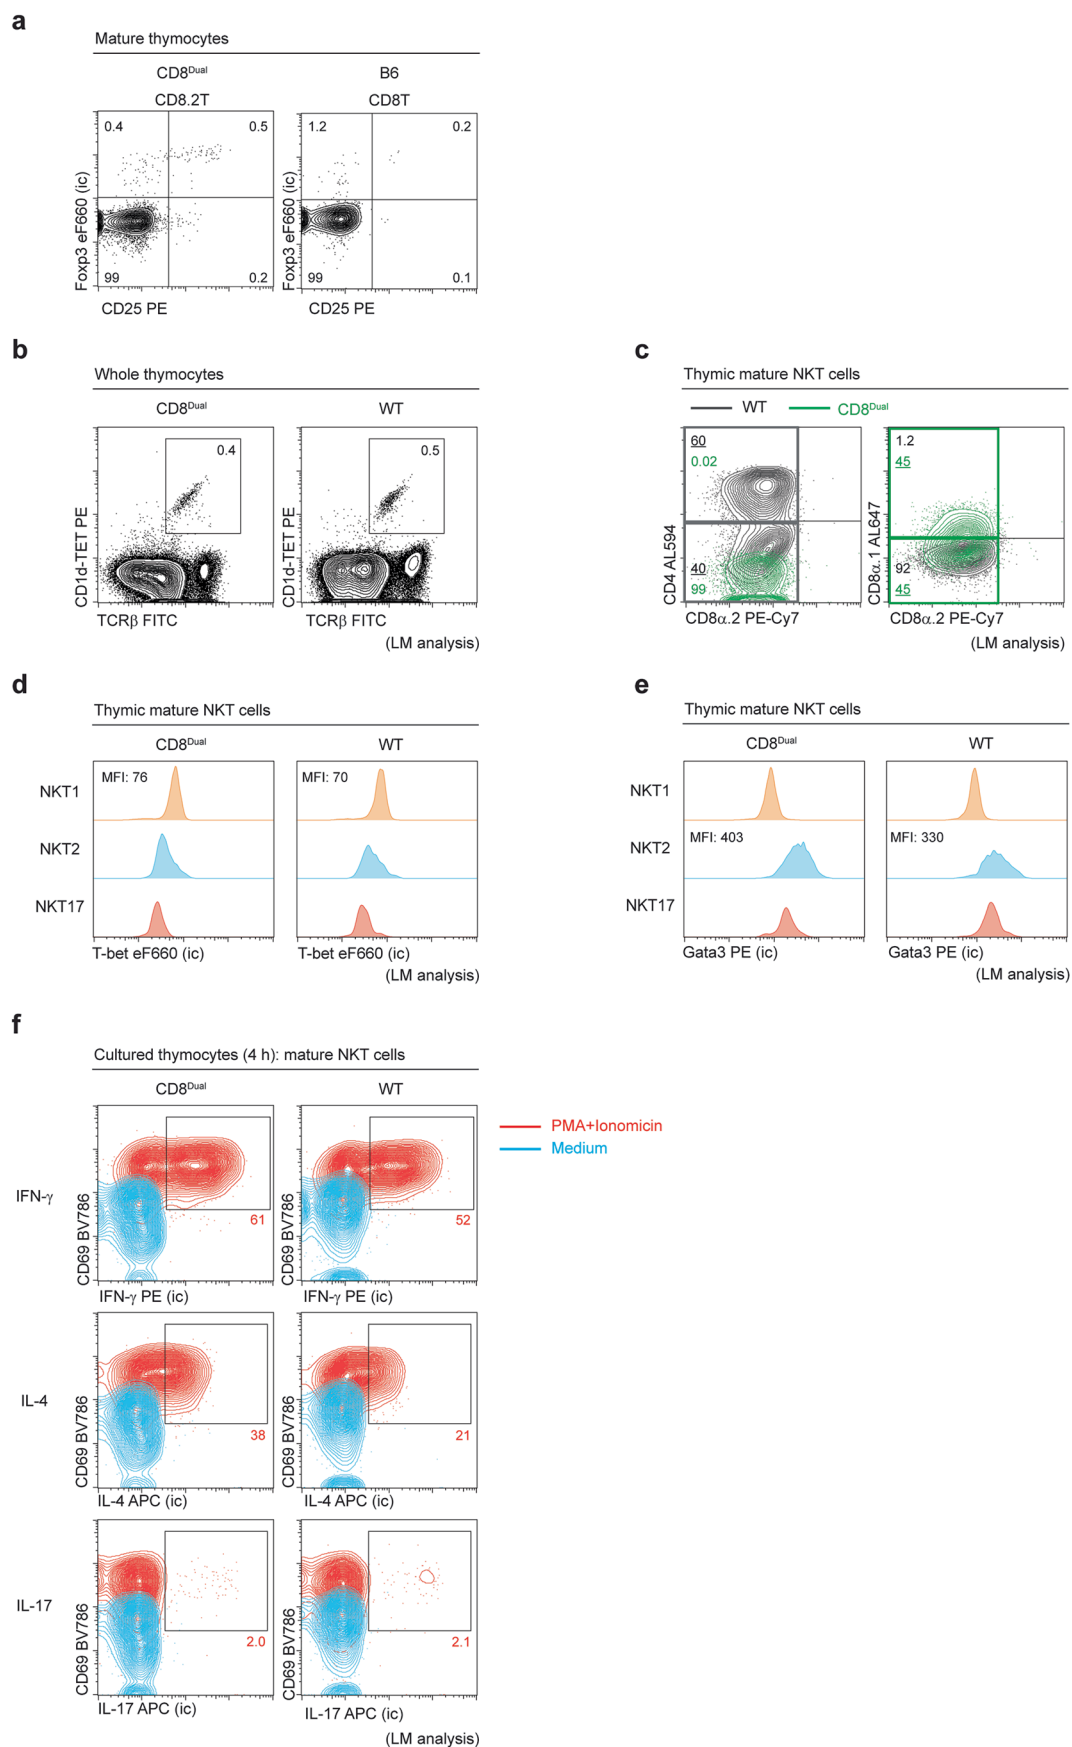 a
Mature thymocytes
CD8Dual
B6
CD8.2T
CD8T
0.4
0.5
99
0.2
Foxp3 eF660 (ic)
CD25 PE
1.2
0.2
99
0.1
Foxp3 eF660 (ic)
CD25 PE
b
Whole thymocytes
CD8Dual
WT
0.4
0.5
CD1d-TET PE
CD1d-TET PE
TCRβ FITC
TCRβ FITC
(LM analysis)
c
Thymic mature NKT cells
WT
CD8Dual
60
0.02
40
99
CD4 AL594
CD8α.2 PE-Cy7
1.2
45
92
45
CD8α.1 AL647
CD8α.2 PE-Cy7
(LM analysis)
d
Thymic mature NKT cells
CD8Dual
WT
NKT1
MFI: 76
MFI: 70
NKT2
NKT17
T-bet eF660 (ic)
T-bet eF660 (ic)
(LM analysis)
e
Thymic mature NKT cells
CD8Dual
WT
NKT1
NKT2
MFI: 403
MFI: 330
NKT17
Gata3 PE (ic)
Gata3 PE (ic)
(LM analysis)
f
Cultured thymocytes (4 h): mature NKT cells
CD8Dual
WT
PMA+Ionomicin
Medium
IFN-γ
CD69 BV786
61
CD69 BV786
52
IFN-γ PE (ic)
IFN-γ PE (ic)
IL-4
CD69 BV786
38
CD69 BV786
21
IL-4 APC (ic)
IL-4 APC (ic)
IL-17
CD69 BV786
2.0
CD69 BV786
2.1
IL-17 APC (ic)
IL-17 APC (ic)
(LM analysis)